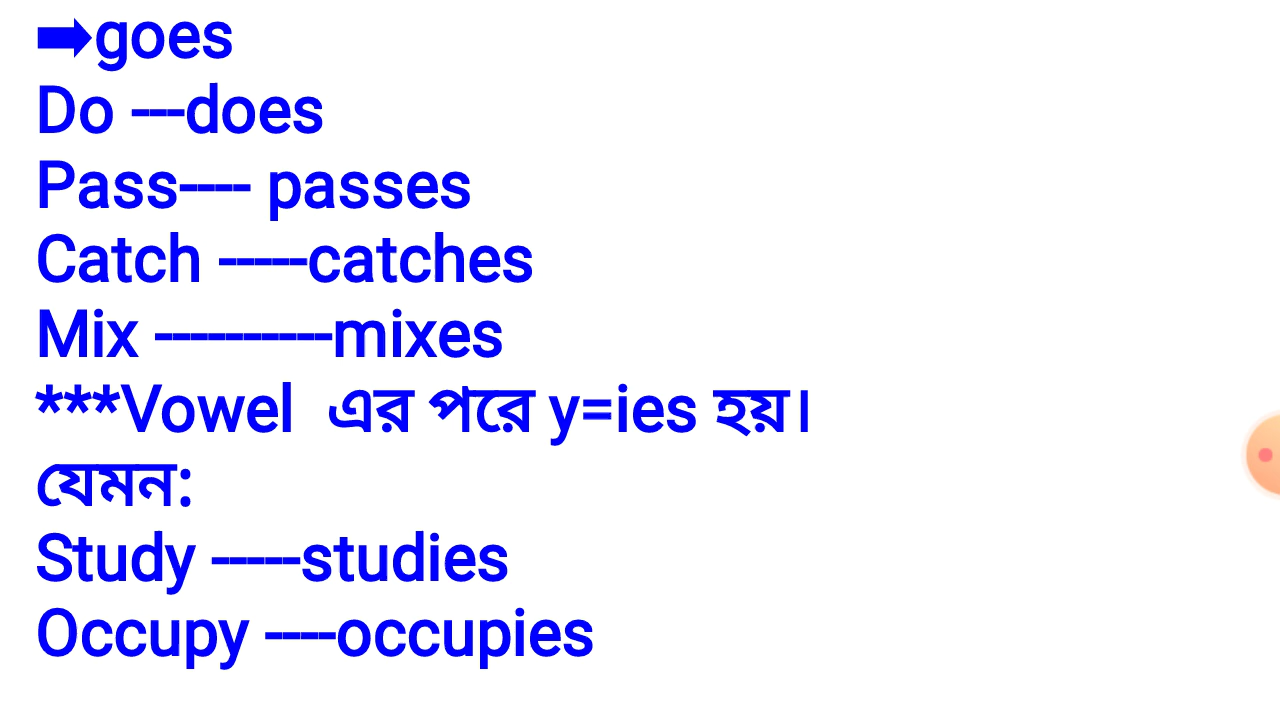 ➡goes
Do ---does
Pass---- passes
Catch -----catches
Mix ----------mixes
***Vowel এর পরে y=ies হয়।
যেমন:
Study -----studies
Occupy ----occupies